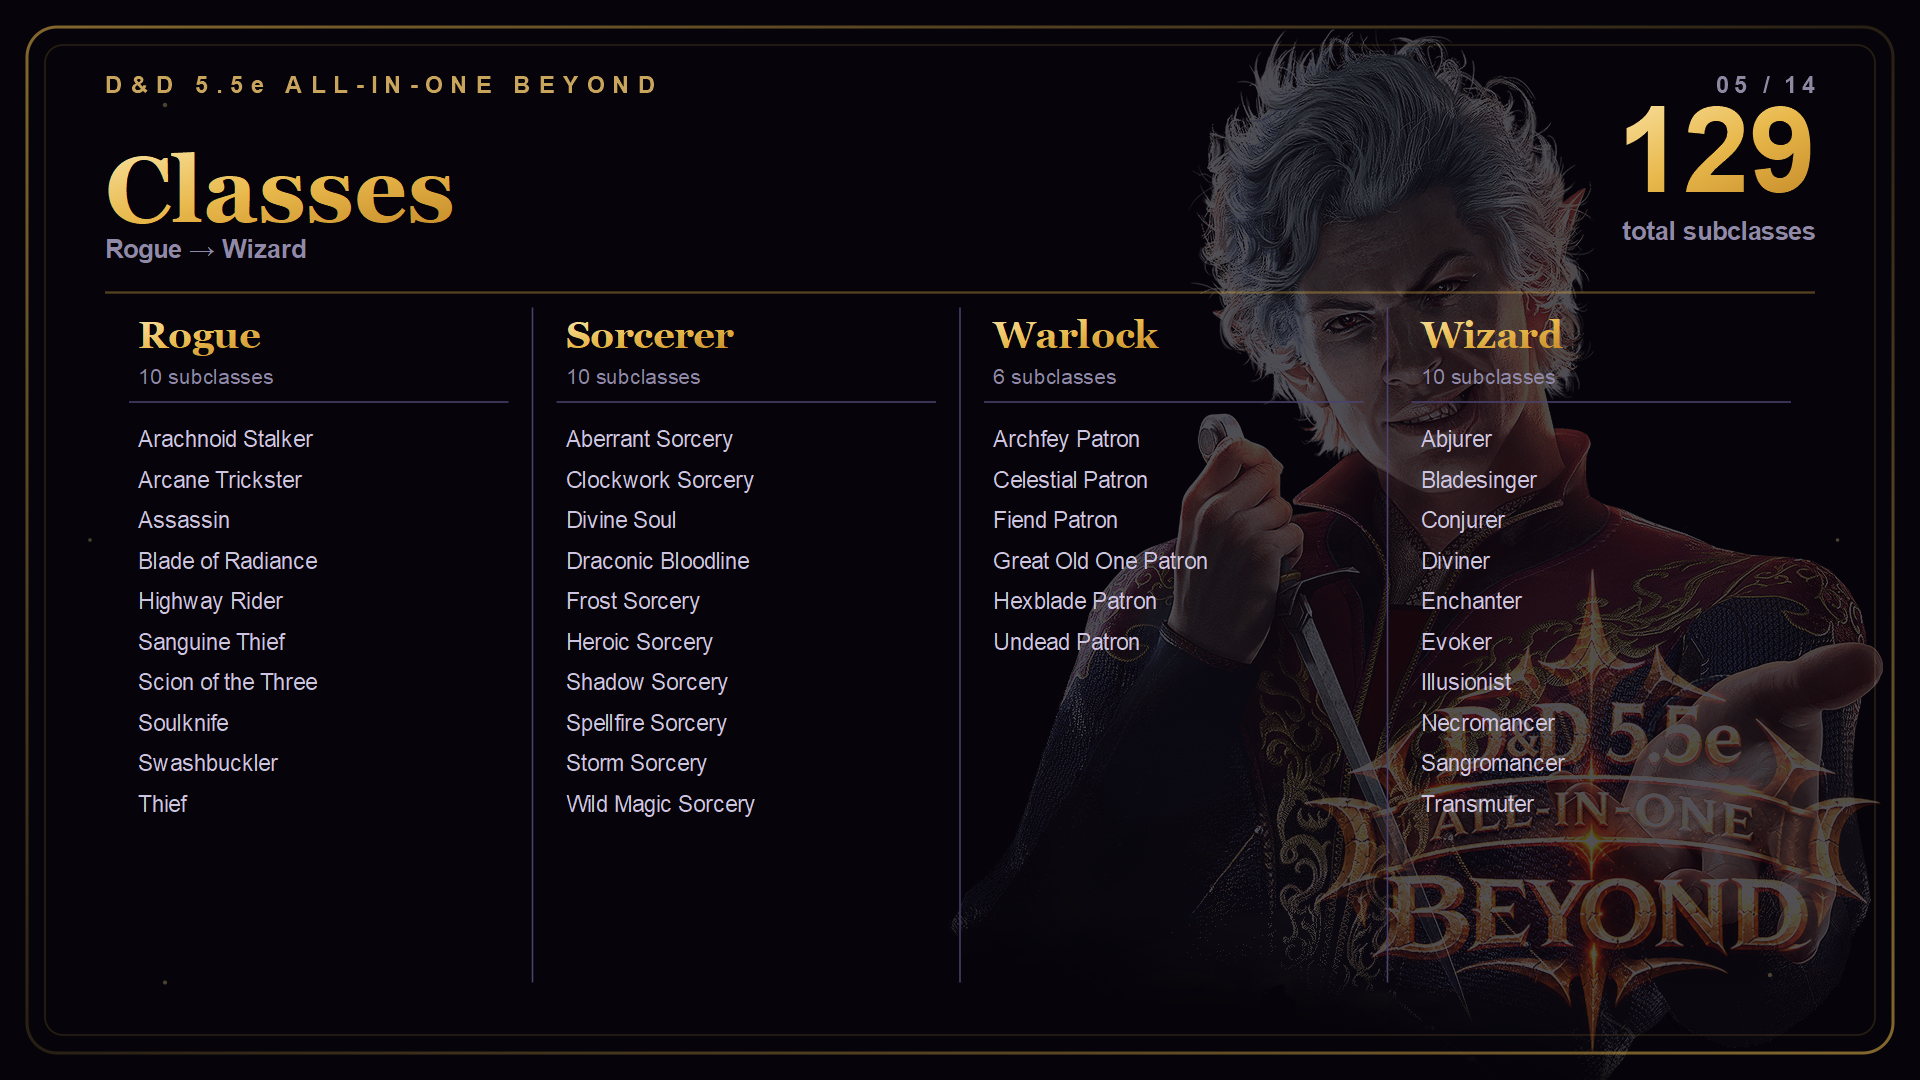 D&D 5.5e ALL-IN-ONE BEYOND
05 / 14
129
total subclasses
Classes
Rogue → Wizard
Rogue
10 subclasses
Arachnoid Stalker
Arcane Trickster
Assassin
Blade of Radiance
Highway Rider
Sanguine Thief
Scion of the Three
Soulknife
Swashbuckler
Thief
Sorcerer
10 subclasses
Aberrant Sorcery
Clockwork Sorcery
Divine Soul
Draconic Bloodline
Frost Sorcery
Heroic Sorcery
Shadow Sorcery
Spellfire Sorcery
Storm Sorcery
Wild Magic Sorcery
Warlock
6 subclasses
Archfey Patron
Celestial Patron
Fiend Patron
Great Old One Patron
Hexblade Patron
Undead Patron
Wizard
10 subclasses
Abjurer
Bladesinger
Conjurer
Diviner
Enchanter
Evoker
Illusionist
Necromancer
Sangromancer
Transmuter
D&D 5.5e
ALL-IN-ONE
BEYOND